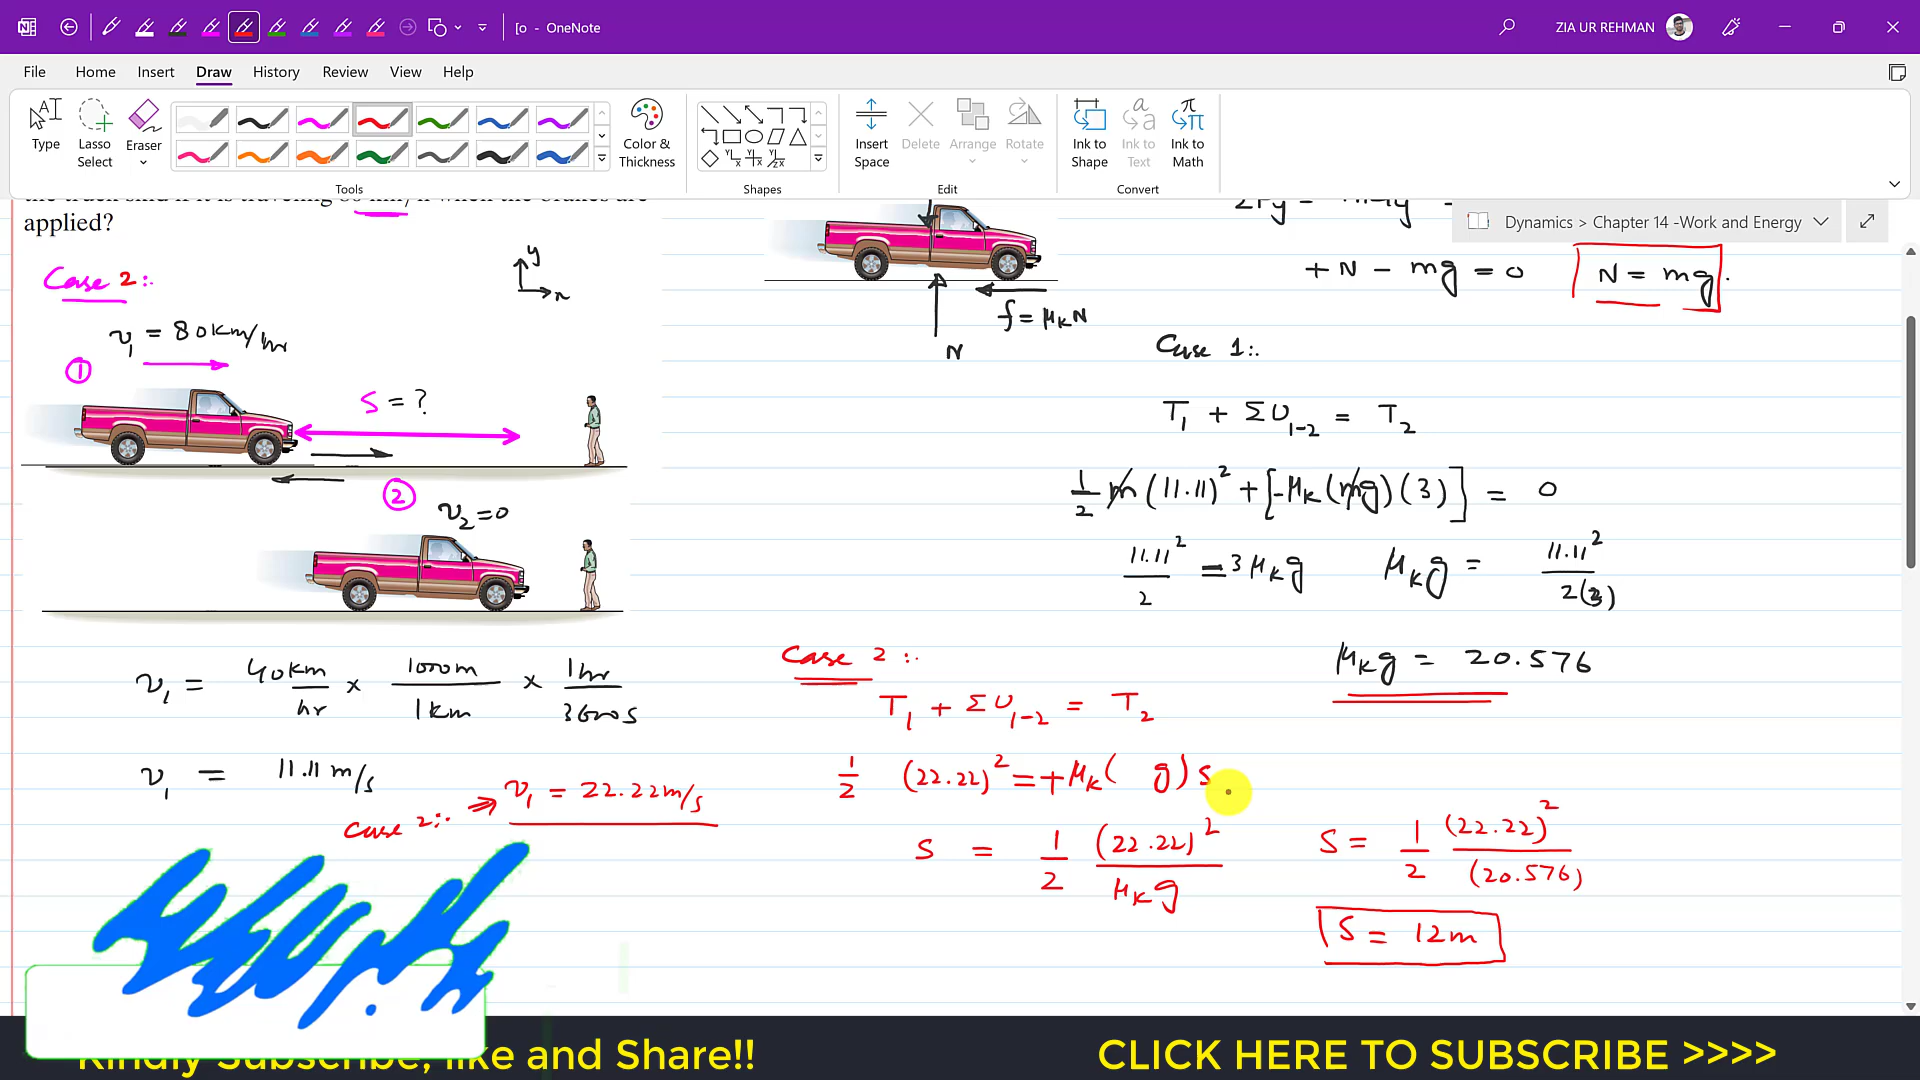 [o - OneNote
ZIA UR REHMAN
File Home Insert Draw History Review View Help
Type
Lasso Select
Eraser
Color & Thickness
Insert Space
Delete
Arrange
Rotate
Ink to Shape
Ink to Text
Ink to Math
Tools
Shapes
Edit
Convert
Dynamics > Chapter 14 -Work and Energy
applied?
Case 2:.
y
x
v₁ = 80km/hr
1
S = ?
2
v₂=0
v₁ = 40km/hr × 1000m/1km × 1hr/3600s
v₁ = 11.11m/s
Case 2:. ⇒ v₁ = 22.22m/s
f = μₖN
N
+N - mg = 0
N = mg.
Case 1:.
T₁ + ΣU₁₋₂ = T₂
1/2 m(11.11)² + [-μₖ(mg)(3)] = 0
11.11²/2 = 3μₖg
μₖg = 11.11²/2(3)
μₖg = 20.576
Case 2:.
T₁ + ΣU₁₋₂ = T₂
1/2 (22.22)² = +μₖ( g)s
S = 1/2 (22.22)²/μₖg
S = 1/2 (22.22)²/(20.576)
S = 12m
Kindly Subscribe, like and Share!!
CLICK HERE TO SUBSCRIBE >>>>